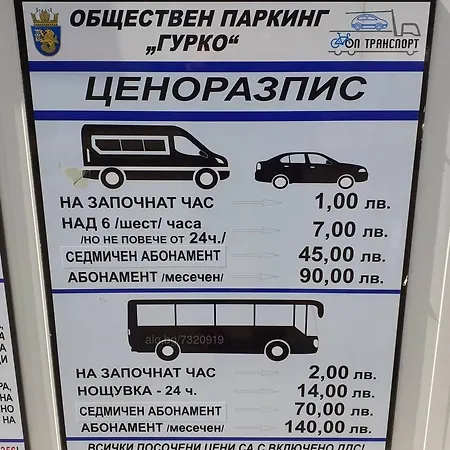 ОБЩЕСТВЕН ПАРКИНГ
„ГУРКО“
ОП ТРАНСПОРТ
ЦЕНОРАЗПИС
НА ЗАПОЧНАТ ЧАС 1,00 лв.
НАД 6 /шест/ часа 7,00 лв.
/НО НЕ ПОВЕЧЕ ОТ 24ч./
СЕДМИЧЕН АБОНАМЕНТ 45,00 лв.
АБОНАМЕНТ /месечен/ 90,00 лв.
alo.bg/7320919
НА ЗАПОЧНАТ ЧАС 2,00 лв.
НОЩУВКА - 24 ч. 14,00 лв.
СЕДМИЧЕН АБОНАМЕНТ 70,00 лв.
АБОНАМЕНТ /месечен/ 140,00 лв.
ВСИЧКИ ПОСОЧЕНИ ЦЕНИ СА С ВКЛЮЧЕНО ДДС!